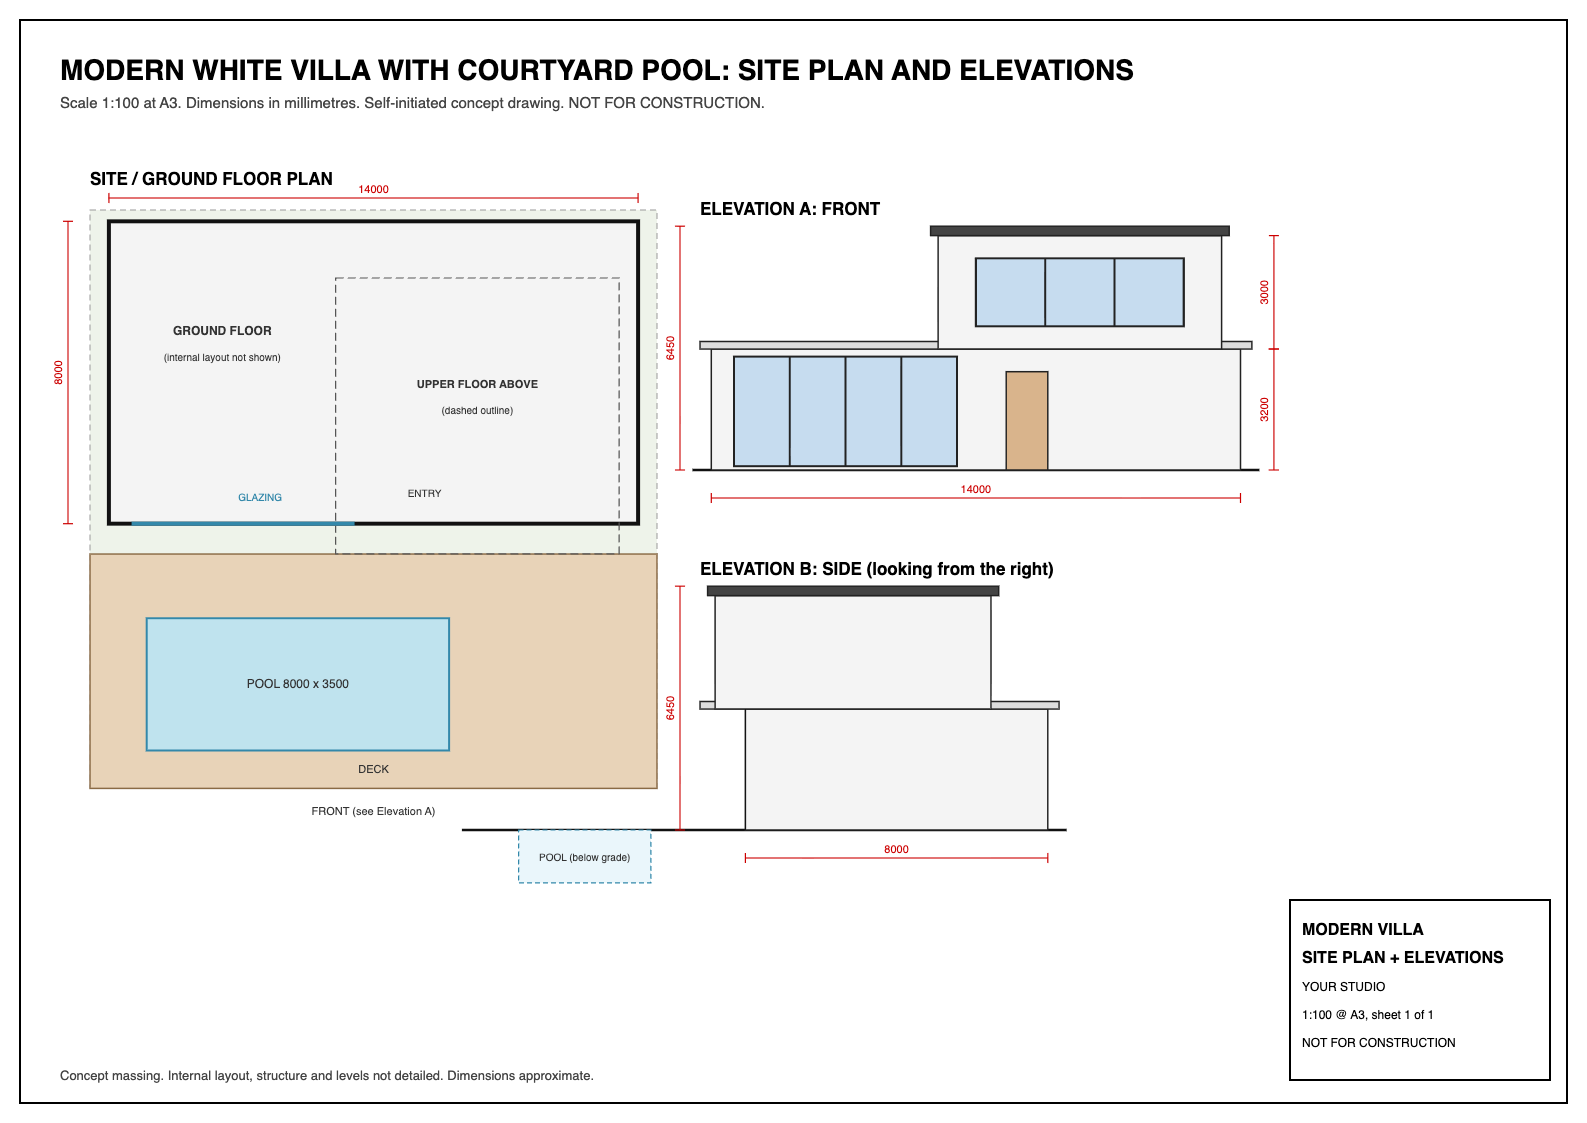 MODERN WHITE VILLA WITH COURTYARD POOL: SITE PLAN AND ELEVATIONS
Scale 1:100 at A3. Dimensions in millimetres. Self-initiated concept drawing. NOT FOR CONSTRUCTION.
SITE / GROUND FLOOR PLAN
14000
8000
GROUND FLOOR
(internal layout not shown)
UPPER FLOOR ABOVE
(dashed outline)
GLAZING
ENTRY
POOL 8000 x 3500
DECK
FRONT (see Elevation A)
ELEVATION A: FRONT
6450
3000
3200
14000
ELEVATION B: SIDE (looking from the right)
6450
POOL (below grade)
8000
MODERN VILLA
SITE PLAN + ELEVATIONS
YOUR STUDIO
1:100 @ A3, sheet 1 of 1
NOT FOR CONSTRUCTION
Concept massing. Internal layout, structure and levels not detailed. Dimensions approximate.